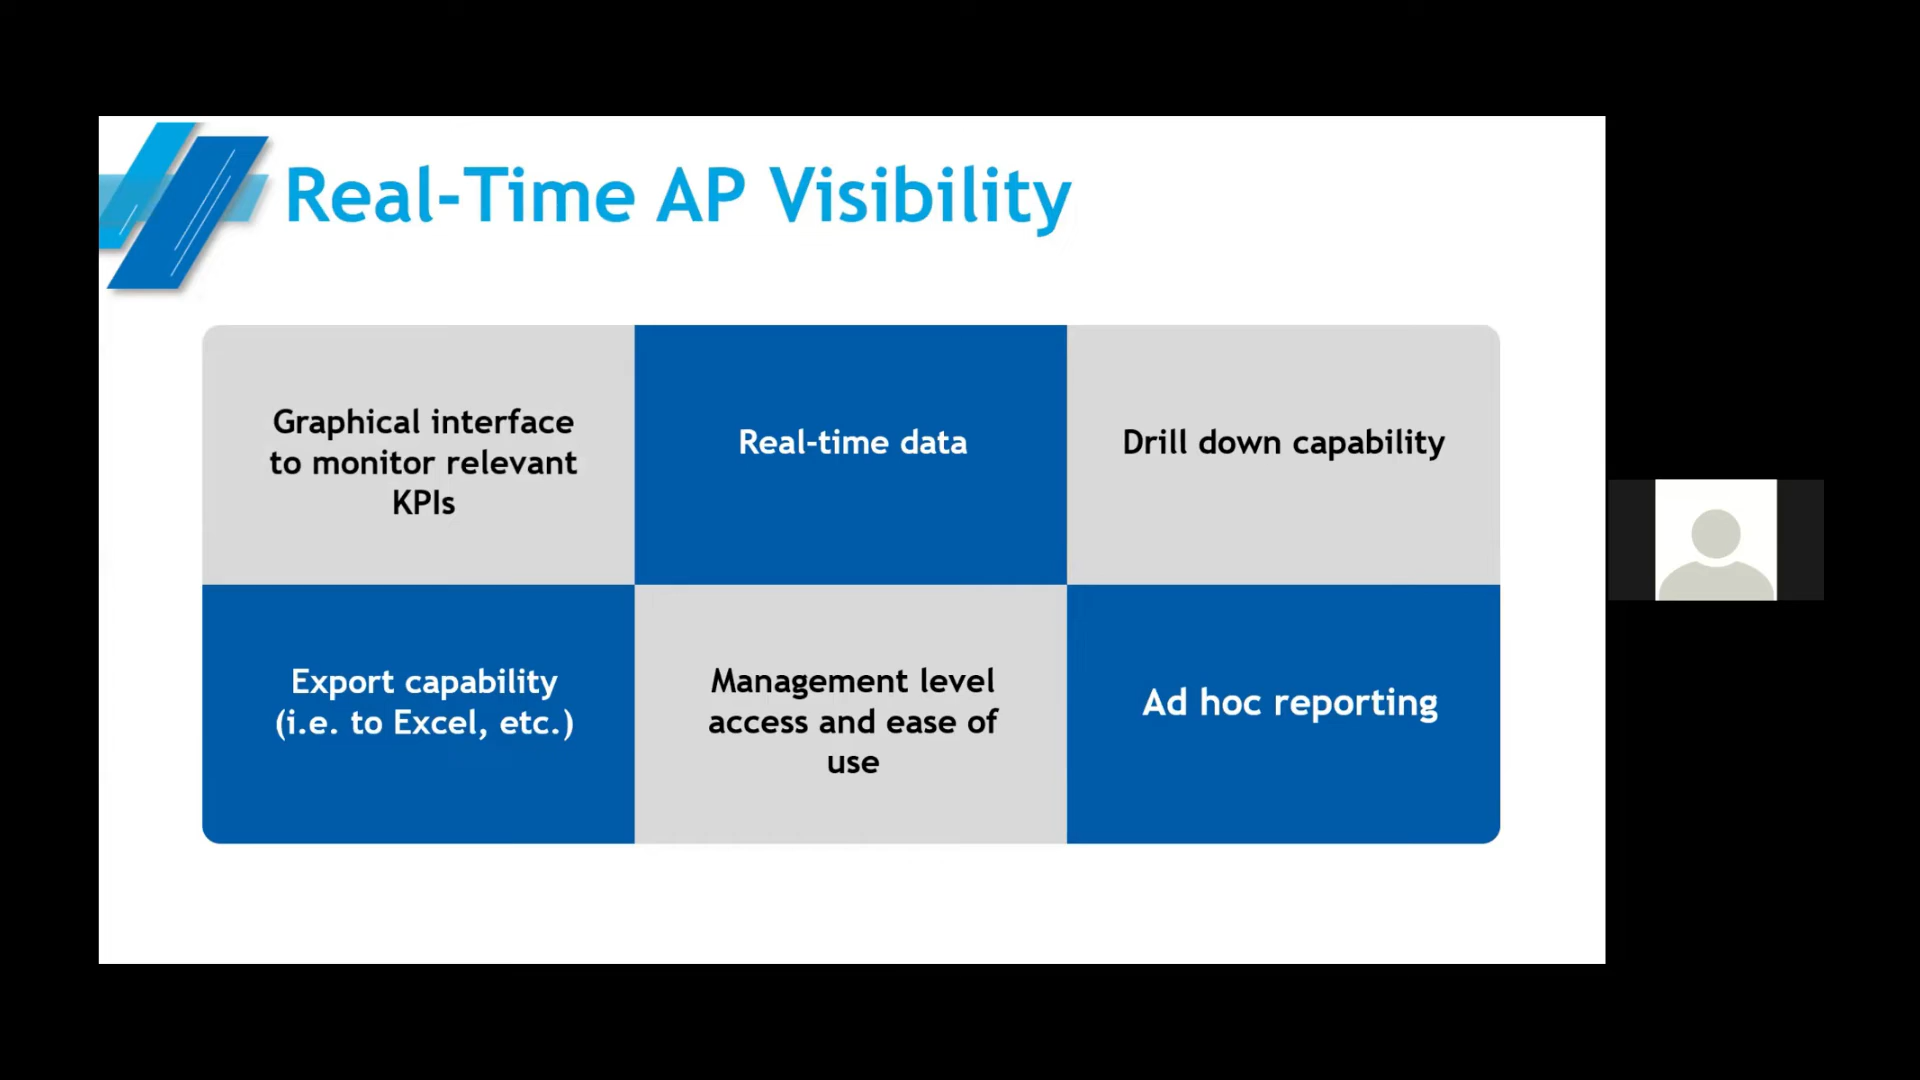 Real-Time AP Visibility
Graphical interface
to monitor relevant
KPIs
Real-time data
Drill down capability
Export capability
(i.e. to Excel, etc.)
Management level
access and ease of
use
Ad hoc reporting